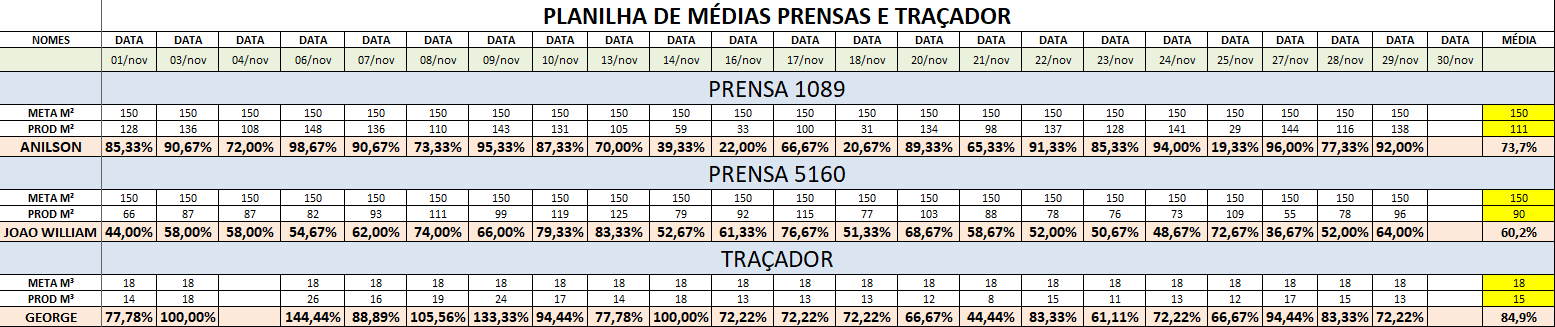 PLANILHA DE MÉDIAS PRENSAS E TRAÇADOR
NOMES DATA DATA DATA DATA DATA DATA DATA DATA DATA DATA DATA DATA DATA DATA DATA DATA DATA DATA DATA DATA DATA DATA DATA MÉDIA
01/nov 03/nov 04/nov 06/nov 07/nov 08/nov 09/nov 10/nov 13/nov 14/nov 16/nov 17/nov 18/nov 20/nov 21/nov 22/nov 23/nov 24/nov 25/nov 27/nov 28/nov 29/nov 30/nov
PRENSA 1089
META M² 150 150 150 150 150 150 150 150 150 150 150 150 150 150 150 150 150 150 150 150 150 150 150
PROD M² 128 136 108 148 136 110 143 131 105 59 33 100 31 134 98 137 128 141 29 144 116 138 111
ANILSON 85,33% 90,67% 72,00% 98,67% 90,67% 73,33% 95,33% 87,33% 70,00% 39,33% 22,00% 66,67% 20,67% 89,33% 65,33% 91,33% 85,33% 94,00% 19,33% 96,00% 77,33% 92,00% 73,7%
PRENSA 5160
META M² 150 150 150 150 150 150 150 150 150 150 150 150 150 150 150 150 150 150 150 150 150 150 150
PROD M² 66 87 87 82 93 111 99 119 125 79 92 115 77 103 88 78 76 73 109 55 78 96 90
JOAO WILLIAM 44,00% 58,00% 58,00% 54,67% 62,00% 74,00% 66,00% 79,33% 83,33% 52,67% 61,33% 76,67% 51,33% 68,67% 58,67% 52,00% 50,67% 48,67% 72,67% 36,67% 52,00% 64,00% 60,2%
TRAÇADOR
META M³ 18 18 18 18 18 18 18 18 18 18 18 18 18 18 18 18 18 18 18 18 18 18
PROD M³ 14 18 26 16 19 24 17 14 18 13 13 13 12 8 15 11 13 12 17 15 13 15
GEORGE 77,78% 100,00% 144,44% 88,89% 105,56% 133,33% 94,44% 77,78% 100,00% 72,22% 72,22% 72,22% 66,67% 44,44% 83,33% 61,11% 72,22% 66,67% 94,44% 83,33% 72,22% 84,9%